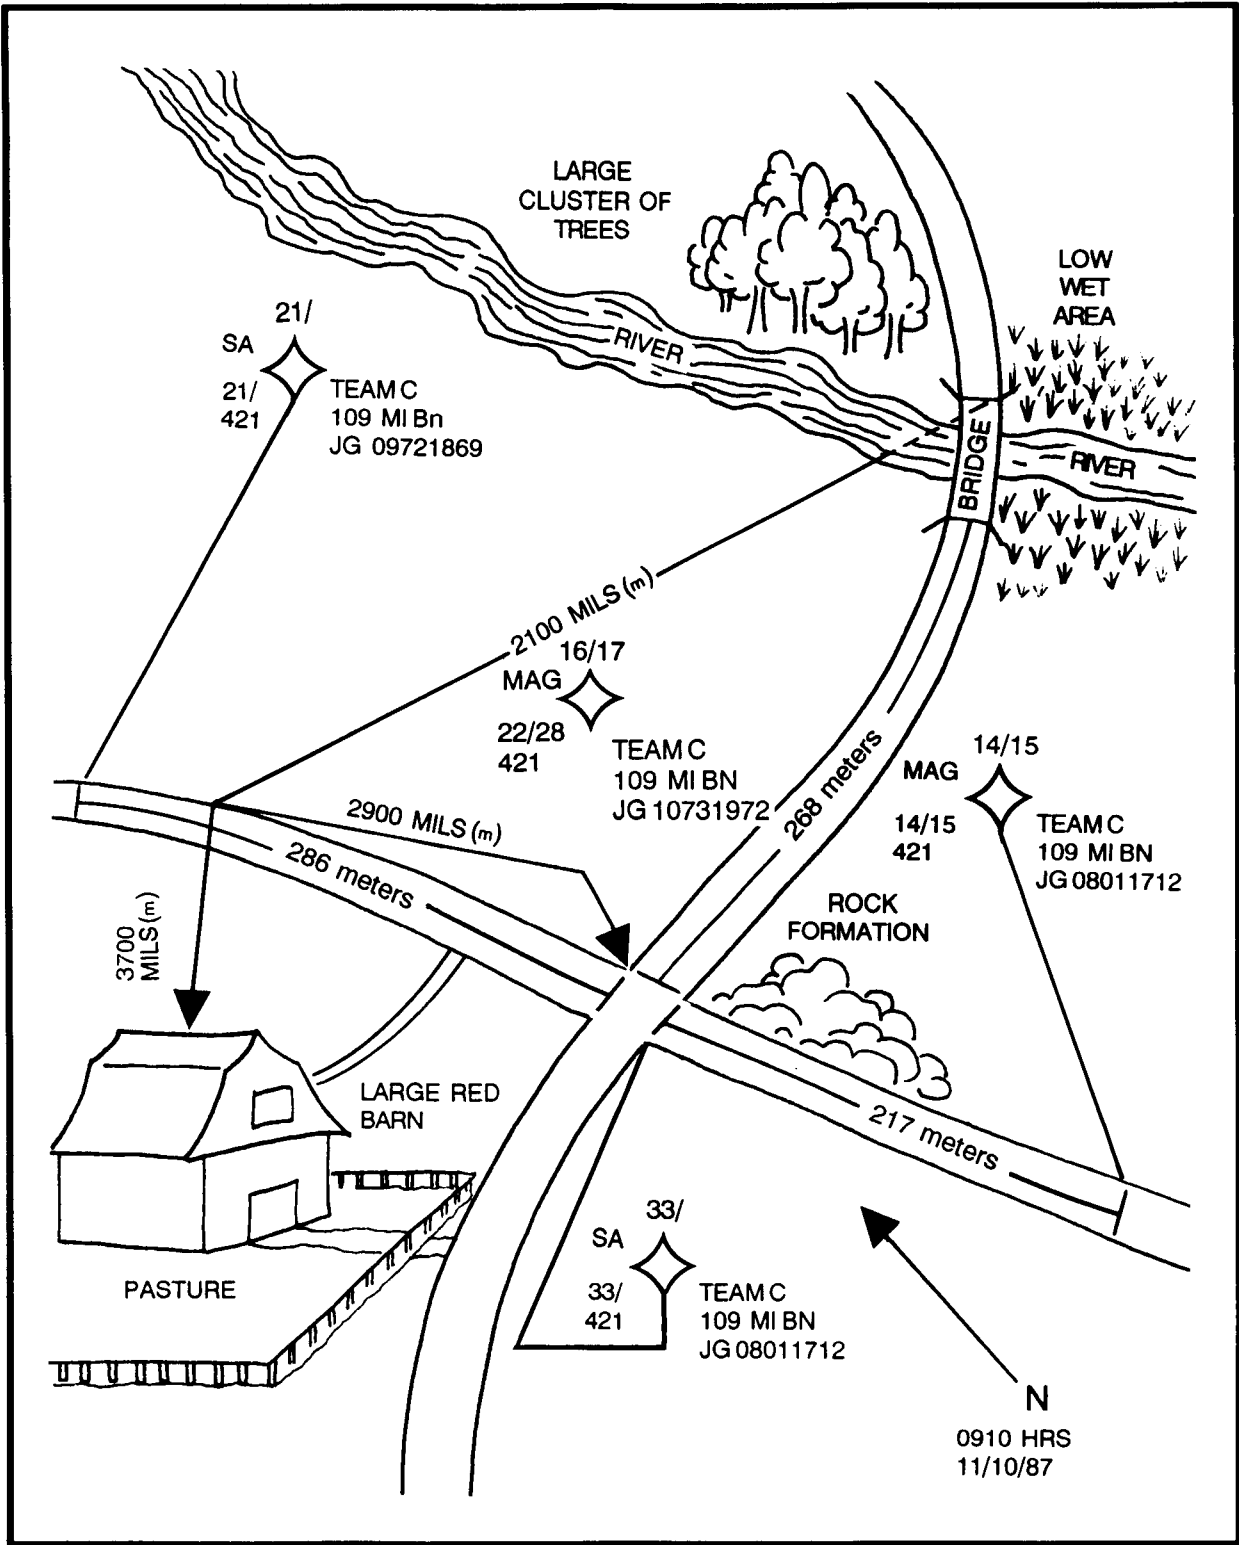 LARGE
CLUSTER OF
TREES
LOW
WET
AREA
RIVER
RIVER
BRIDGE
21/
SA
21/
421
TEAM C
109 MI Bn
JG 09721869
2100 MILS (m)
16/17
MAG
22/28
421
TEAM C
109 MI BN
JG 10731972
268 meters
14/15
MAG
14/15
421
TEAM C
109 MI BN
JG 08011712
2900 MILS (m)
286 meters
3700
MILS (m)
ROCK
FORMATION
LARGE RED
BARN
217 meters
PASTURE
33/
SA
33/
421
TEAM C
109 MI BN
JG 08011712
N
0910 HRS
11/10/87